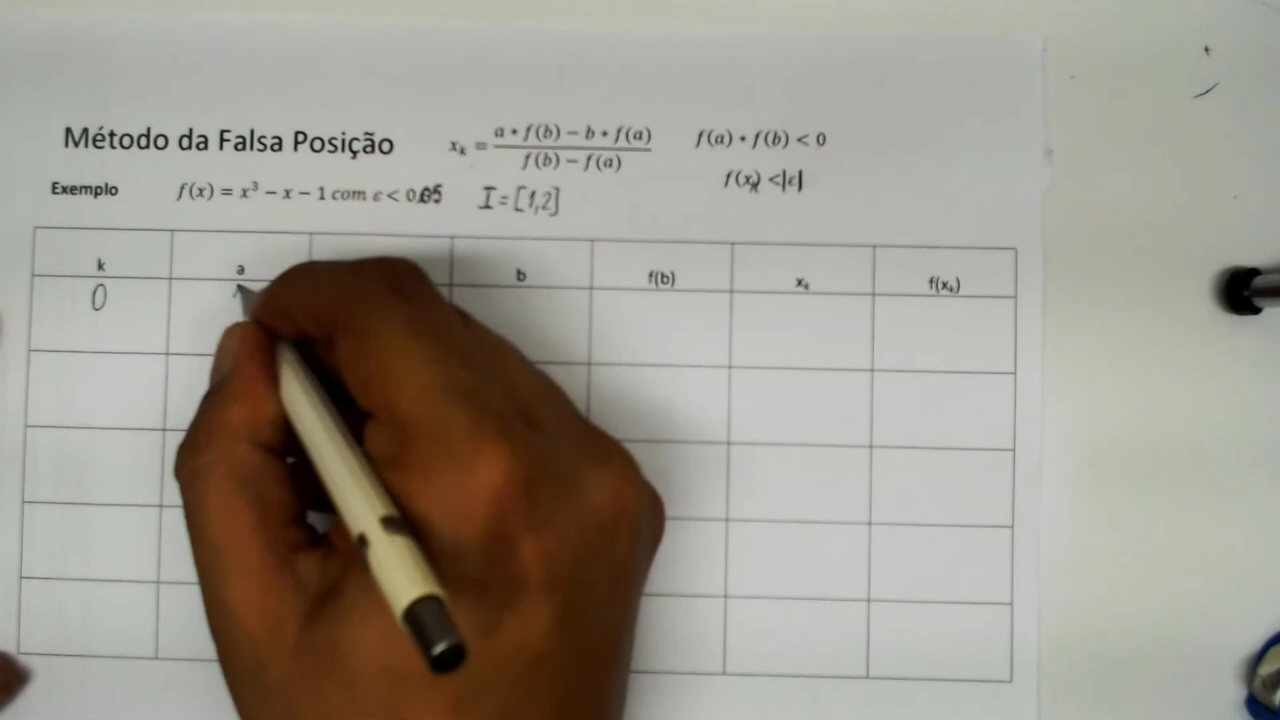 Método da Falsa Posição x_k = (a * f(b) − b * f(a)) / (f(b) − f(a)) f(a) * f(b) < 0
f(x_k) < |ε|
Exemplo f(x) = x³ − x − 1 com ε < 0,05 I = [1,2]
k a b f(b) x_k f(x_k)
0